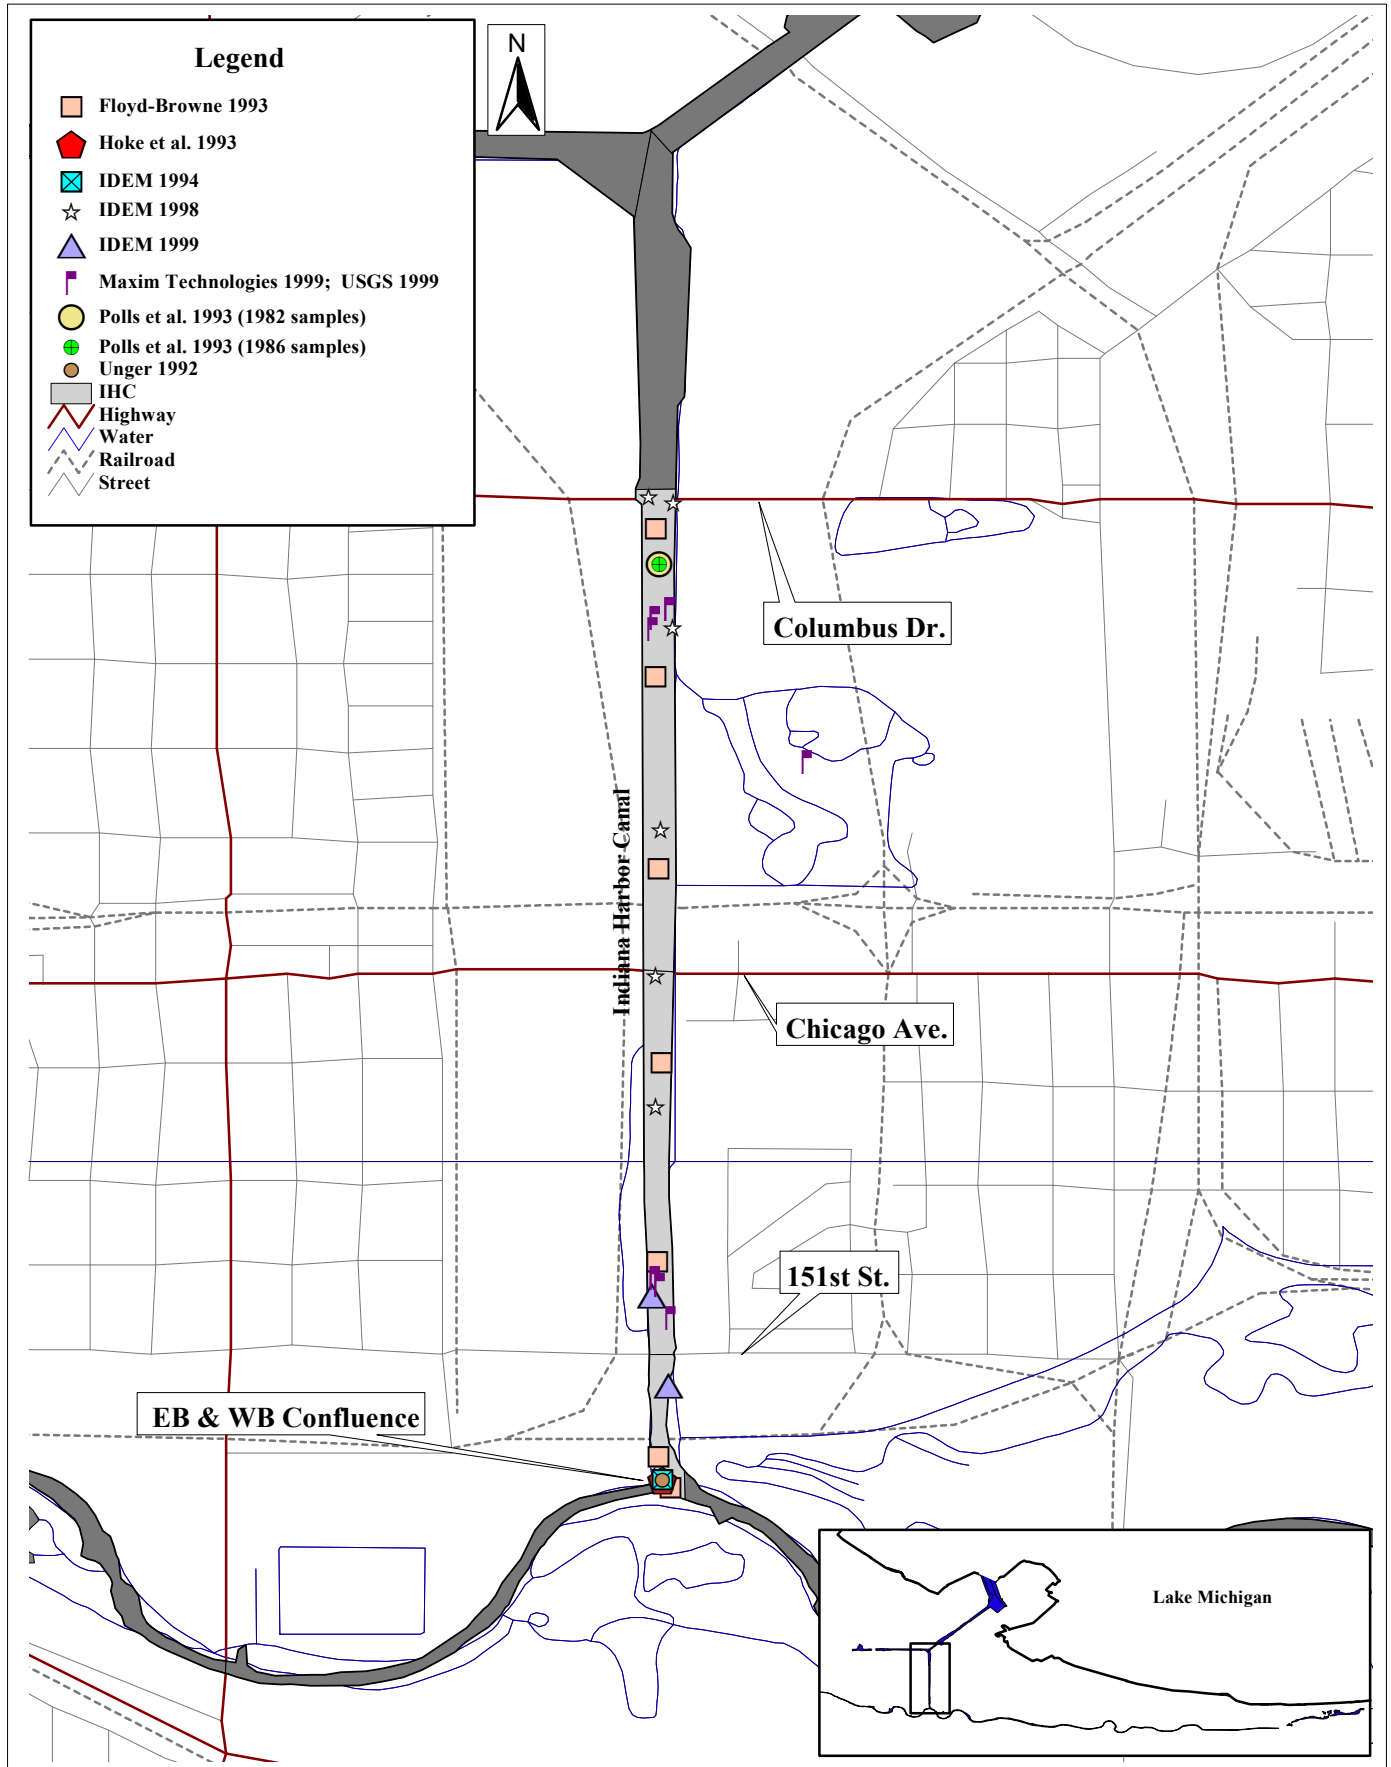 Legend
Floyd-Browne 1993
Hoke et al. 1993
IDEM 1994
IDEM 1998
IDEM 1999
Maxim Technologies 1999;  USGS 1999
Polls et al. 1993 (1982 samples)
Polls et al. 1993 (1986 samples)
Unger 1992
IHC
Highway
Water
Railroad
Street
N
Columbus Dr.
Indiana Harbor Canal
Chicago Ave.
151st St.
EB & WB Confluence
Lake Michigan